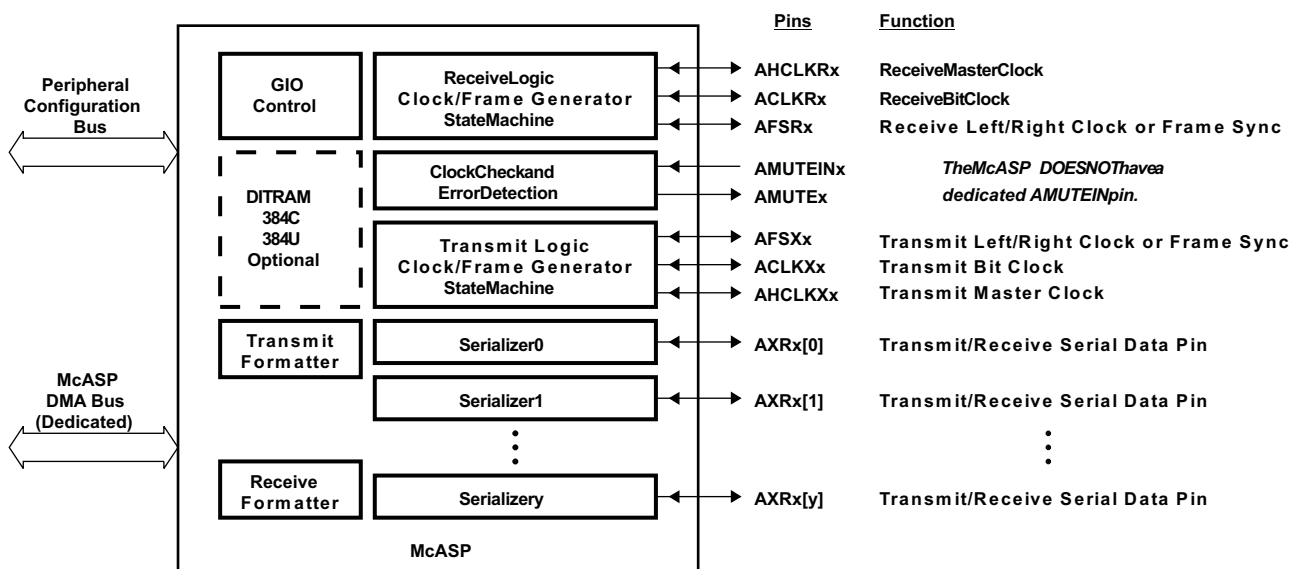 Pins Function
Peripheral
Configuration
Bus
McASP
DMA Bus
(Dedicated)
GIO
Control
DITRAM
384C
384U
Optional
Transmit
Formatter
Receive
Formatter
ReceiveLogic
Clock/Frame Generator
StateMachine
ClockCheckand
ErrorDetection
Transmit Logic
Clock/Frame Generator
StateMachine
Serializer0
Serializer1
Serializery
McASP
AHCLKRx ReceiveMasterClock
ACLKRx ReceiveBitClock
AFSRx Receive Left/Right Clock or Frame Sync
AMUTEINx TheMcASP DOESNOThavea
AMUTEx dedicated AMUTEINpin.
AFSXx Transmit Left/Right Clock or Frame Sync
ACLKXx Transmit Bit Clock
AHCLKXx Transmit Master Clock
AXRx[0] Transmit/Receive Serial Data Pin
AXRx[1] Transmit/Receive Serial Data Pin
AXRx[y] Transmit/Receive Serial Data Pin